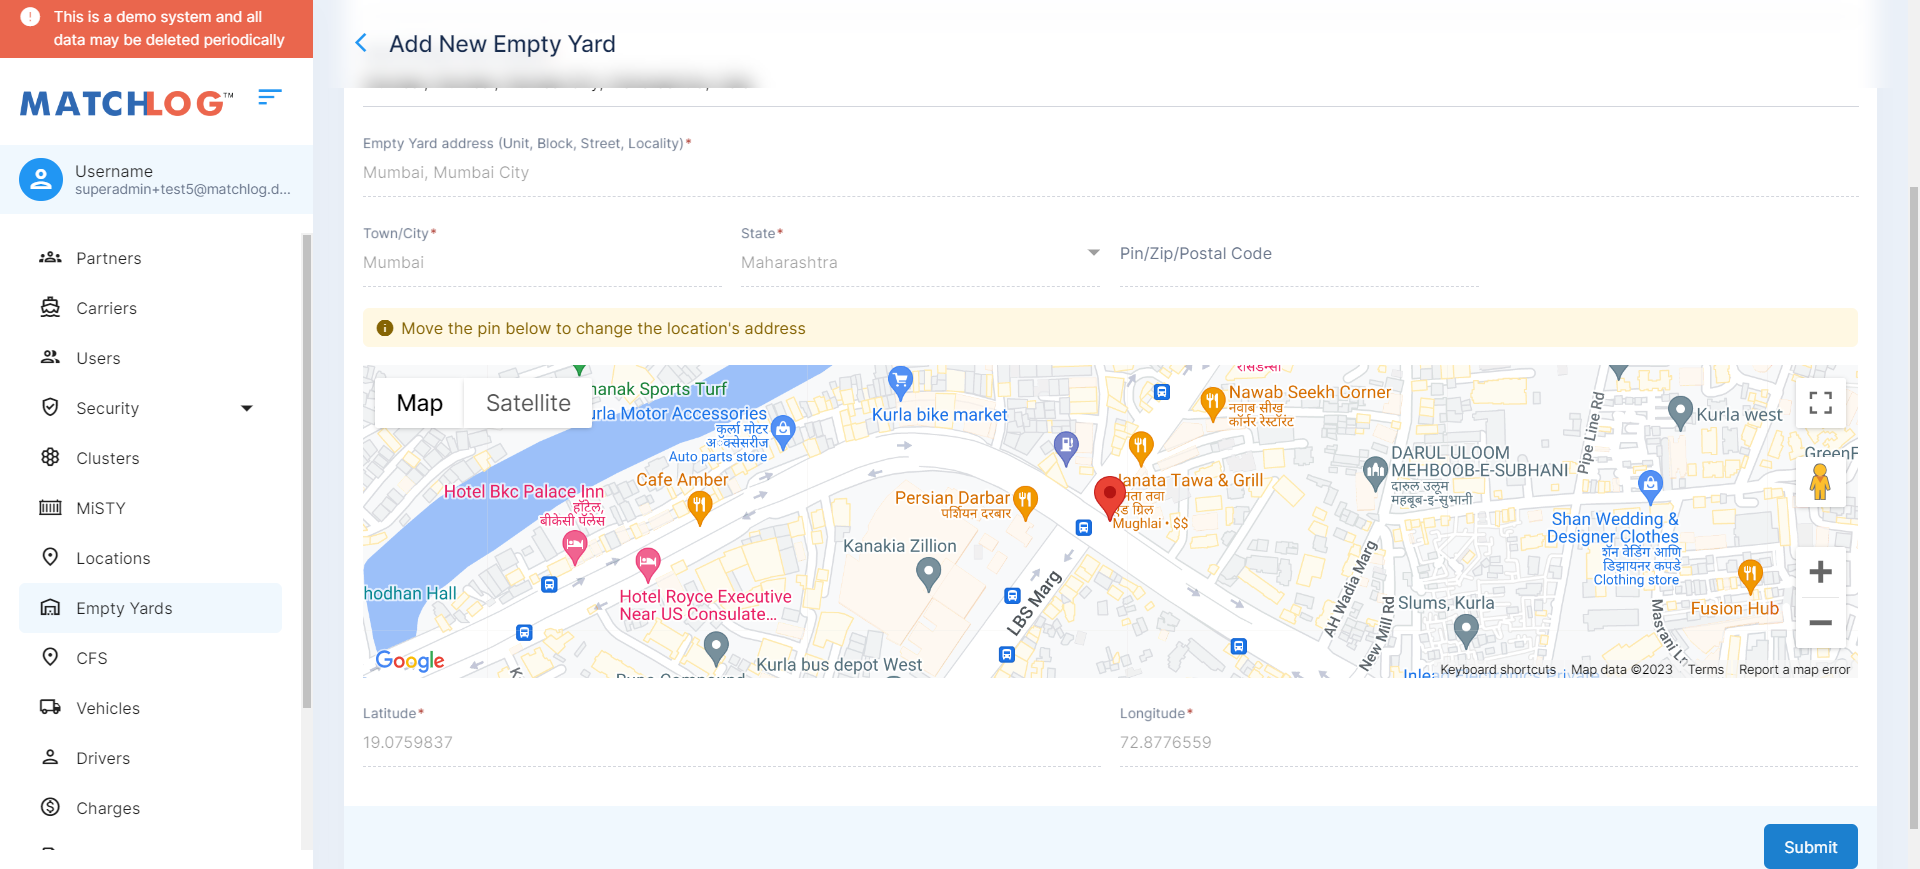 This is a demo system and all
data may be deleted periodically
MATCHLOG™
Username
superadmin+test5@matchlog.d...
Partners
Carriers
Users
Security
Clusters
MiSTY
Locations
Empty Yards
CFS
Vehicles
Drivers
Charges
Add New Empty Yard
Empty Yard address (Unit, Block, Street, Locality)*
Mumbai, Mumbai City
Town/City*
Mumbai
State*
Maharashtra
Pin/Zip/Postal Code
Move the pin below to change the location's address
Map
Satellite
anak Sports Turf
urla Motor Accessories
कुर्ला मोटर
अॅक्सेसरीज
Auto parts store
Kurla bike market
Nawab Seekh Corner
नवाब सीख
कॉर्नर रेस्टॉरंट
Kurla west
Pipe Line Rd
GreenF
DARUL ULOOM
MEHBOOB-E-SUBHANI
दारुल उलूम
महबूब-इ-सुभानी
Cafe Amber
Hotel Bkc Palace Inn
हॉटेल,
बीकेसी पॅलेस
Persian Darbar
पर्शियन दरबार
anata Tawa & Grill
नता तवा
ड ग्रिल
Mughlai • $$
Kanakia Zillion
Shan Wedding &
Designer Clothes
शॅन वेडिंग आणि
डिझायनर कपडे
Clothing store
hodhan Hall
Hotel Royce Executive
Near US Consulate...
LBS Marg
AH Wadia Marg
New Mill Rd
Slums, Kurla
Masrani Ln
Fusion Hub
Kurla bus depot West
Google
Keyboard shortcuts
Map data ©2023
Terms
Report a map error
Latitude*
19.0759837
Longitude*
72.8776559
Submit